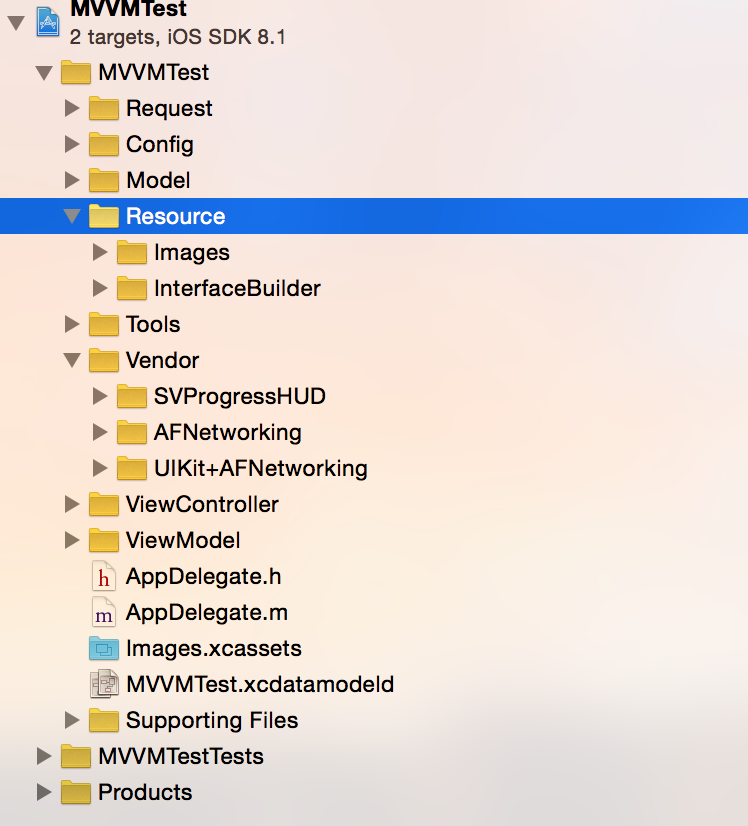 MVVMTest
2 targets, iOS SDK 8.1
MVVMTest
Request
Config
Model
Resource
Images
InterfaceBuilder
Tools
Vendor
SVProgressHUD
AFNetworking
UIKit+AFNetworking
ViewController
ViewModel
h AppDelegate.h
m AppDelegate.m
Images.xcassets
MVVMTest.xcdatamodeld
Supporting Files
MVVMTestTests
Products